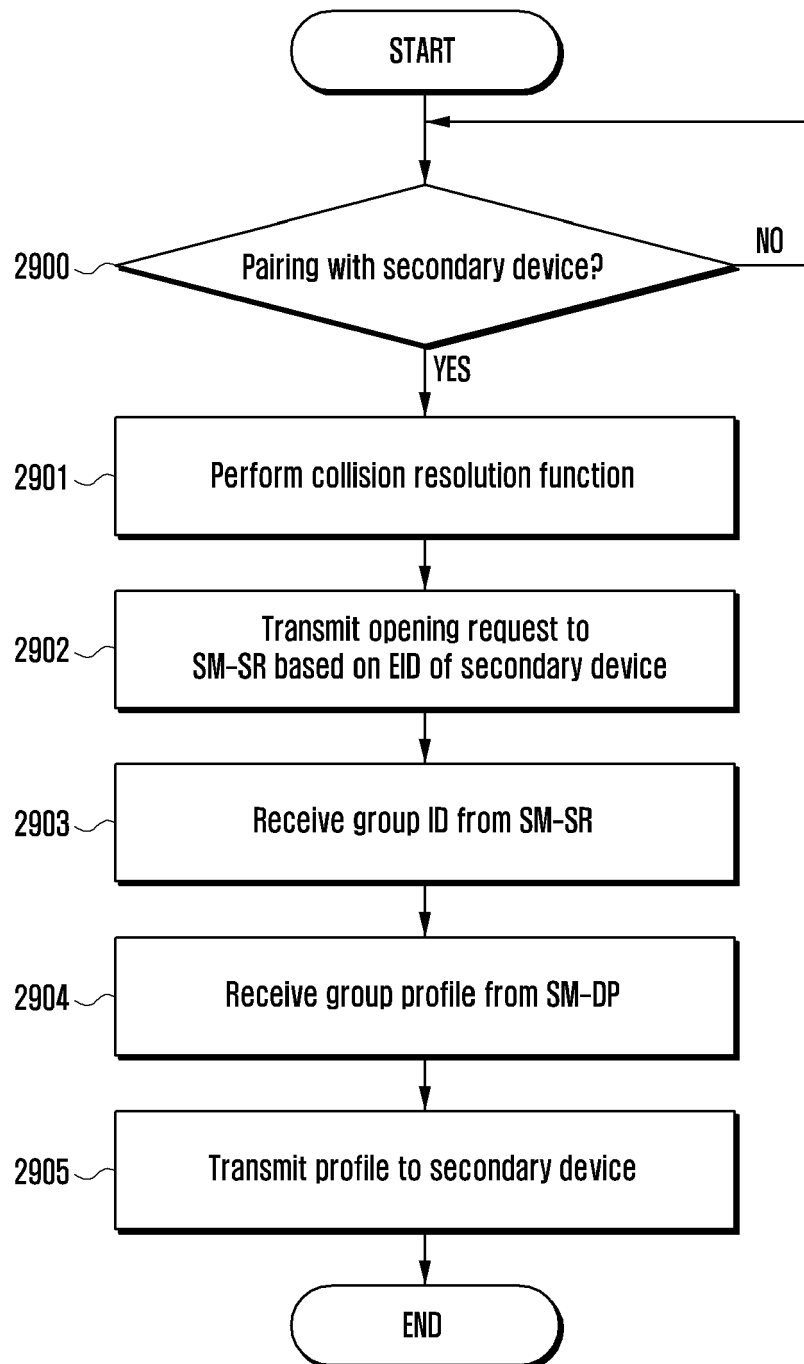 START
2900
Pairing with secondary device?
NO
YES
2901
Perform collision resolution function
2902
Transmit opening request to
SM-SR based on EID of secondary device
2903
Receive group ID from SM-SR
2904
Receive group profile from SM-DP
2905
Transmit profile to secondary device
END